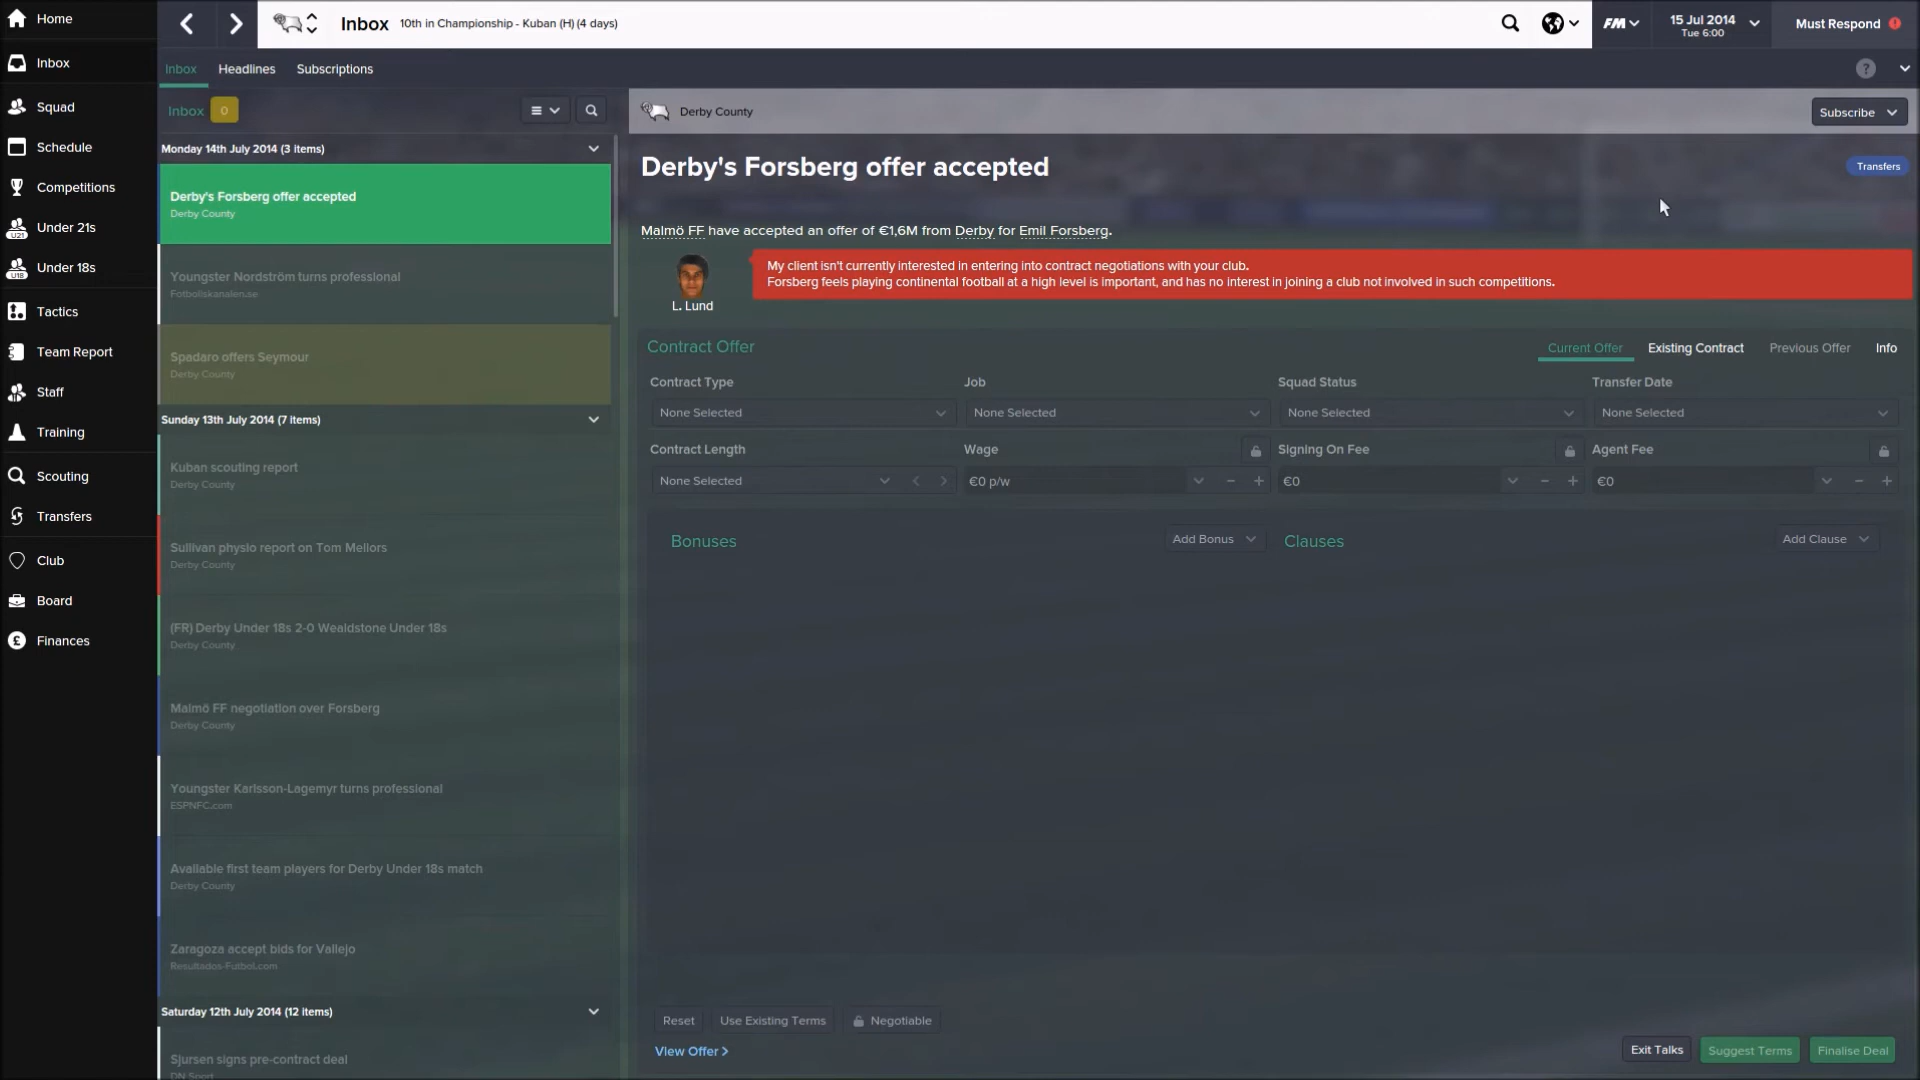 Home
Inbox
10th in Championship - Kuban (H) (4 days)
FM
15 Jul 2014
Tue 6:00
Must Respond
Inbox
Squad
Schedule
Competitions
Under 21s
Under 18s
Tactics
Team Report
Staff
Training
Scouting
Transfers
Club
Board
Finances
Inbox
Headlines
Subscriptions
?
Inbox
0
Monday 14th July 2014 (3 items)
Derby's Forsberg offer accepted
Derby County
Youngster Nordström turns professional
Fotbollskanalen.se
Spadaro offers Seymour
Derby County
Sunday 13th July 2014 (7 items)
Kuban scouting report
Derby County
Sullivan physio report on Tom Mellors
Derby County
(FR) Derby Under 18s 2-0 Wealdstone Under 18s
Derby County
Malmö FF negotiation over Forsberg
Derby County
Youngster Karlsson-Lagemyr turns professional
ESPNFC.com
Available first team players for Derby Under 18s match
Derby County
Zaragoza accept bids for Vallejo
Resultados-Futbol.com
Saturday 12th July 2014 (12 items)
Sjursen signs pre-contract deal
DN Sport
Derby County
Subscribe
Derby's Forsberg offer accepted
Transfers
Malmö FF have accepted an offer of €1,6M from Derby for Emil Forsberg.
L. Lund
My client isn't currently interested in entering into contract negotiations with your club.
Forsberg feels playing continental football at a high level is important, and has no interest in joining a club not involved in such competitions.
Contract Offer
Current Offer
Existing Contract
Previous Offer
Info
Contract Type
Job
Squad Status
Transfer Date
None Selected
None Selected
None Selected
None Selected
Contract Length
Wage
Signing On Fee
Agent Fee
None Selected
€0 p/w
€0
€0
Bonuses
Add Bonus
Clauses
Add Clause
Reset
Use Existing Terms
Negotiable
View Offer >
Exit Talks
Suggest Terms
Finalise Deal